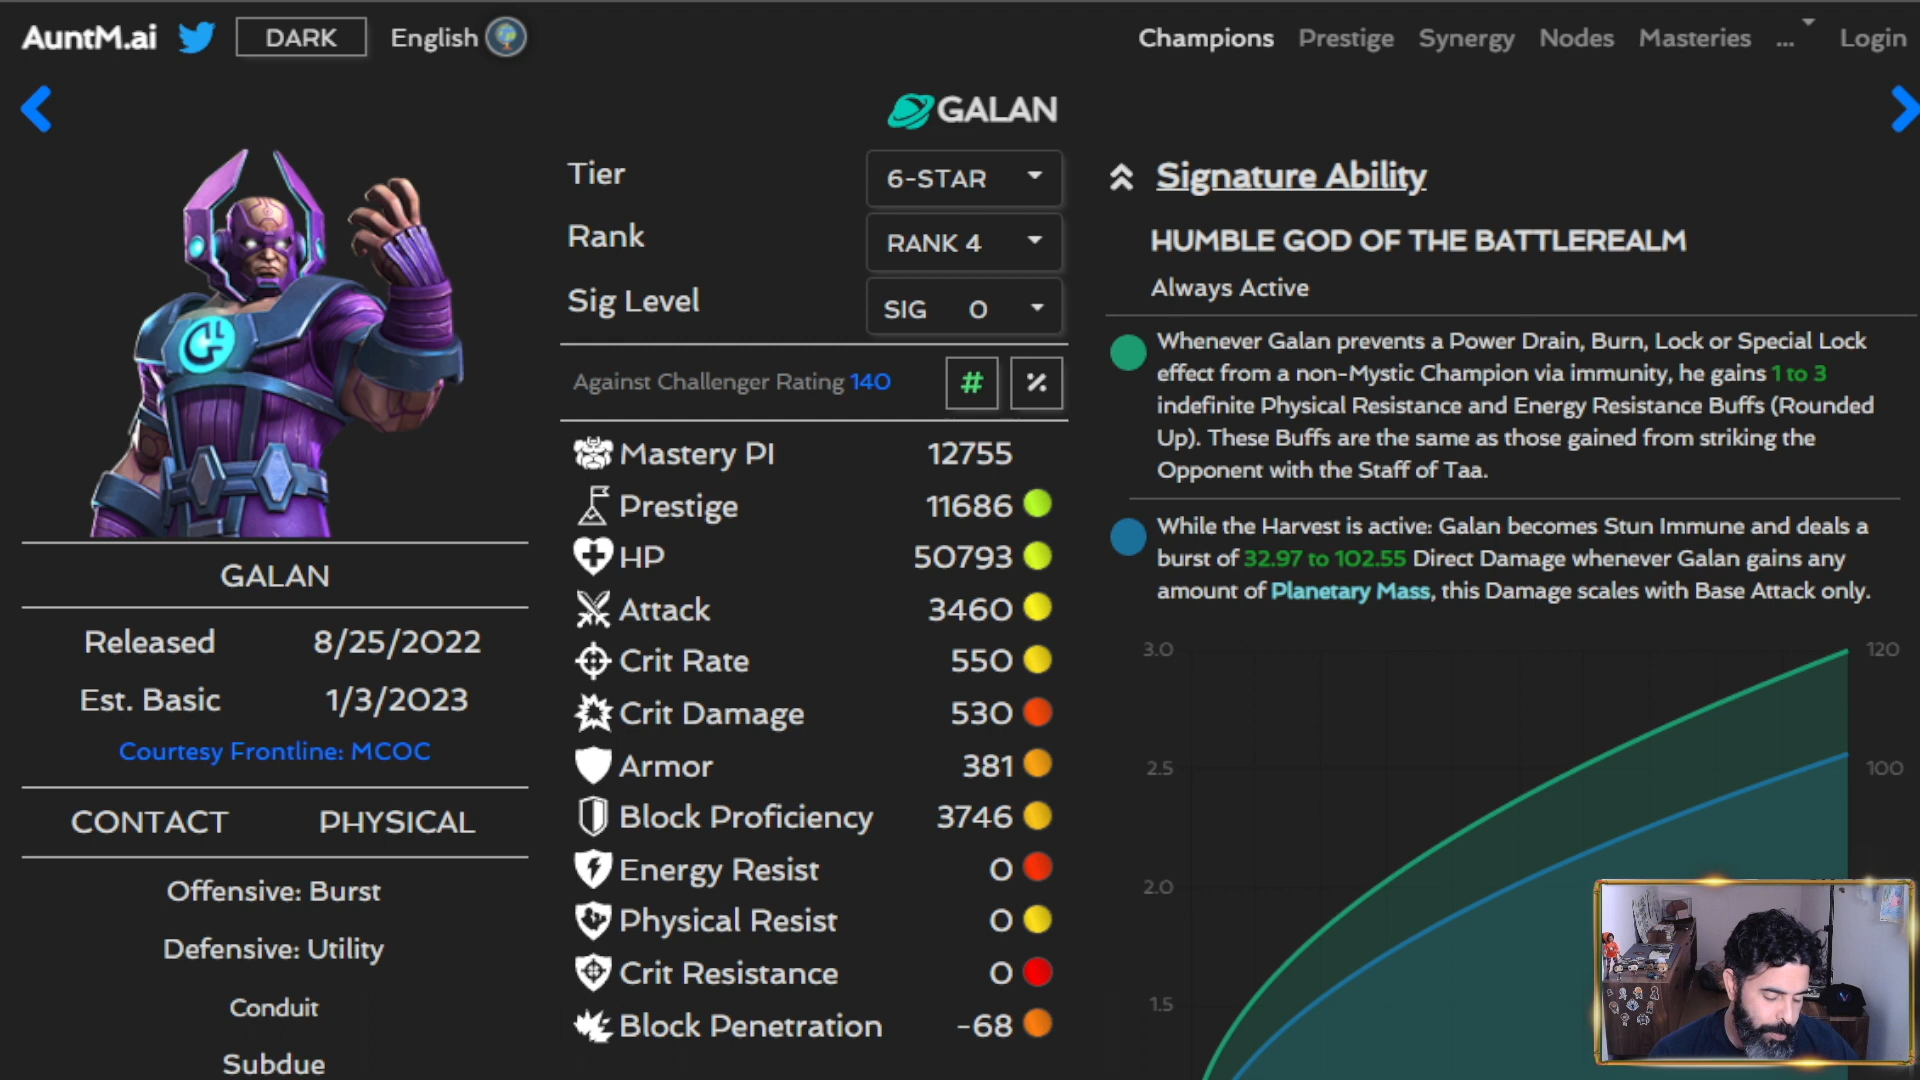 AuntM.ai DARK English Champions Prestige Synergy Nodes Masteries ... Login
GALAN
Tier 6-STAR
Rank RANK 4
Sig Level SIG 0
Against Challenger Rating 140 # %
Mastery PI 12755
Prestige 11686
HP 50793
Attack 3460
Crit Rate 550
Crit Damage 530
Armor 381
Block Proficiency 3746
Energy Resist 0
Physical Resist 0
Crit Resistance 0
Block Penetration -68
GALAN
Released 8/25/2022
Est. Basic 1/3/2023
Courtesy Frontline: MCOC
CONTACT PHYSICAL
Offensive: Burst
Defensive: Utility
Conduit
Subdue
Signature Ability
HUMBLE GOD OF THE BATTLEREALM
Always Active
Whenever Galan prevents a Power Drain, Burn, Lock or Special Lock
effect from a non-Mystic Champion via immunity, he gains 1 to 3
indefinite Physical Resistance and Energy Resistance Buffs (Rounded
Up). These Buffs are the same as those gained from striking the
Opponent with the Staff of Taa.
While the Harvest is active: Galan becomes Stun Immune and deals a
burst of 32.97 to 102.55 Direct Damage whenever Galan gains any
amount of Planetary Mass, this Damage scales with Base Attack only.
3.0 120
2.5 100
2.0
1.5